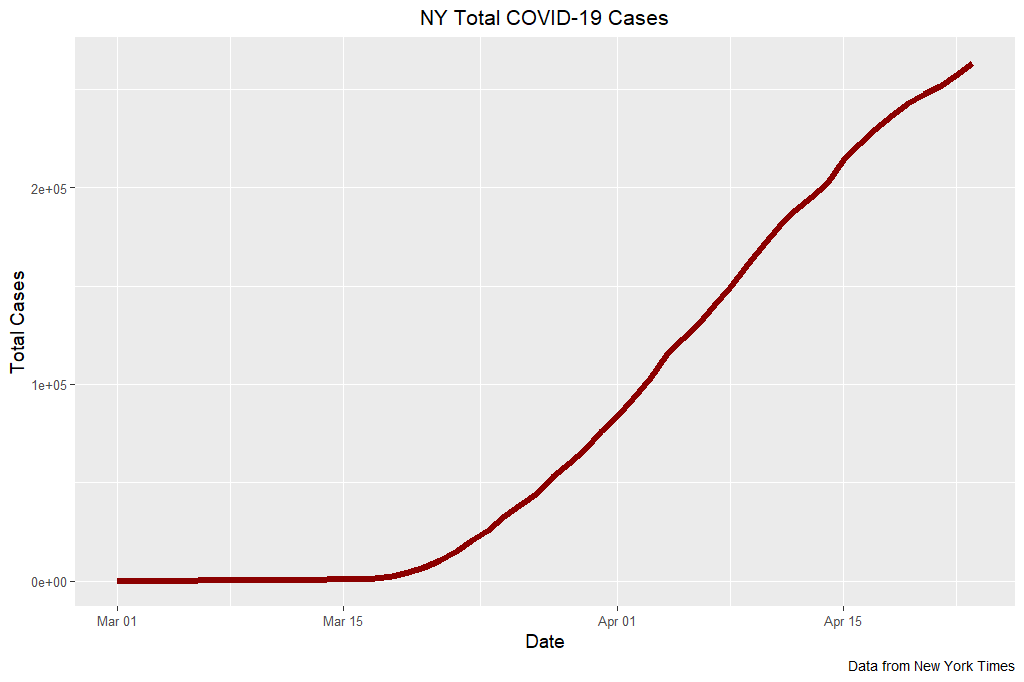 NY Total COVID-19 Cases
Total Cases
2e+05
1e+05
0e+00
Mar 01 Mar 15 Apr 01 Apr 15
Date
Data from New York Times